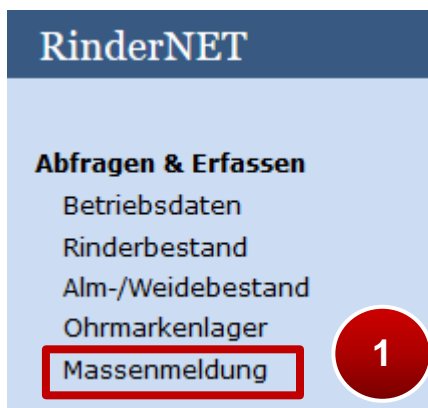 RinderNET
Abfragen & Erfassen
Betriebsdaten
Rinderbestand
Alm-/Weidebestand
Ohrmarkenlager
Massenmeldung
1